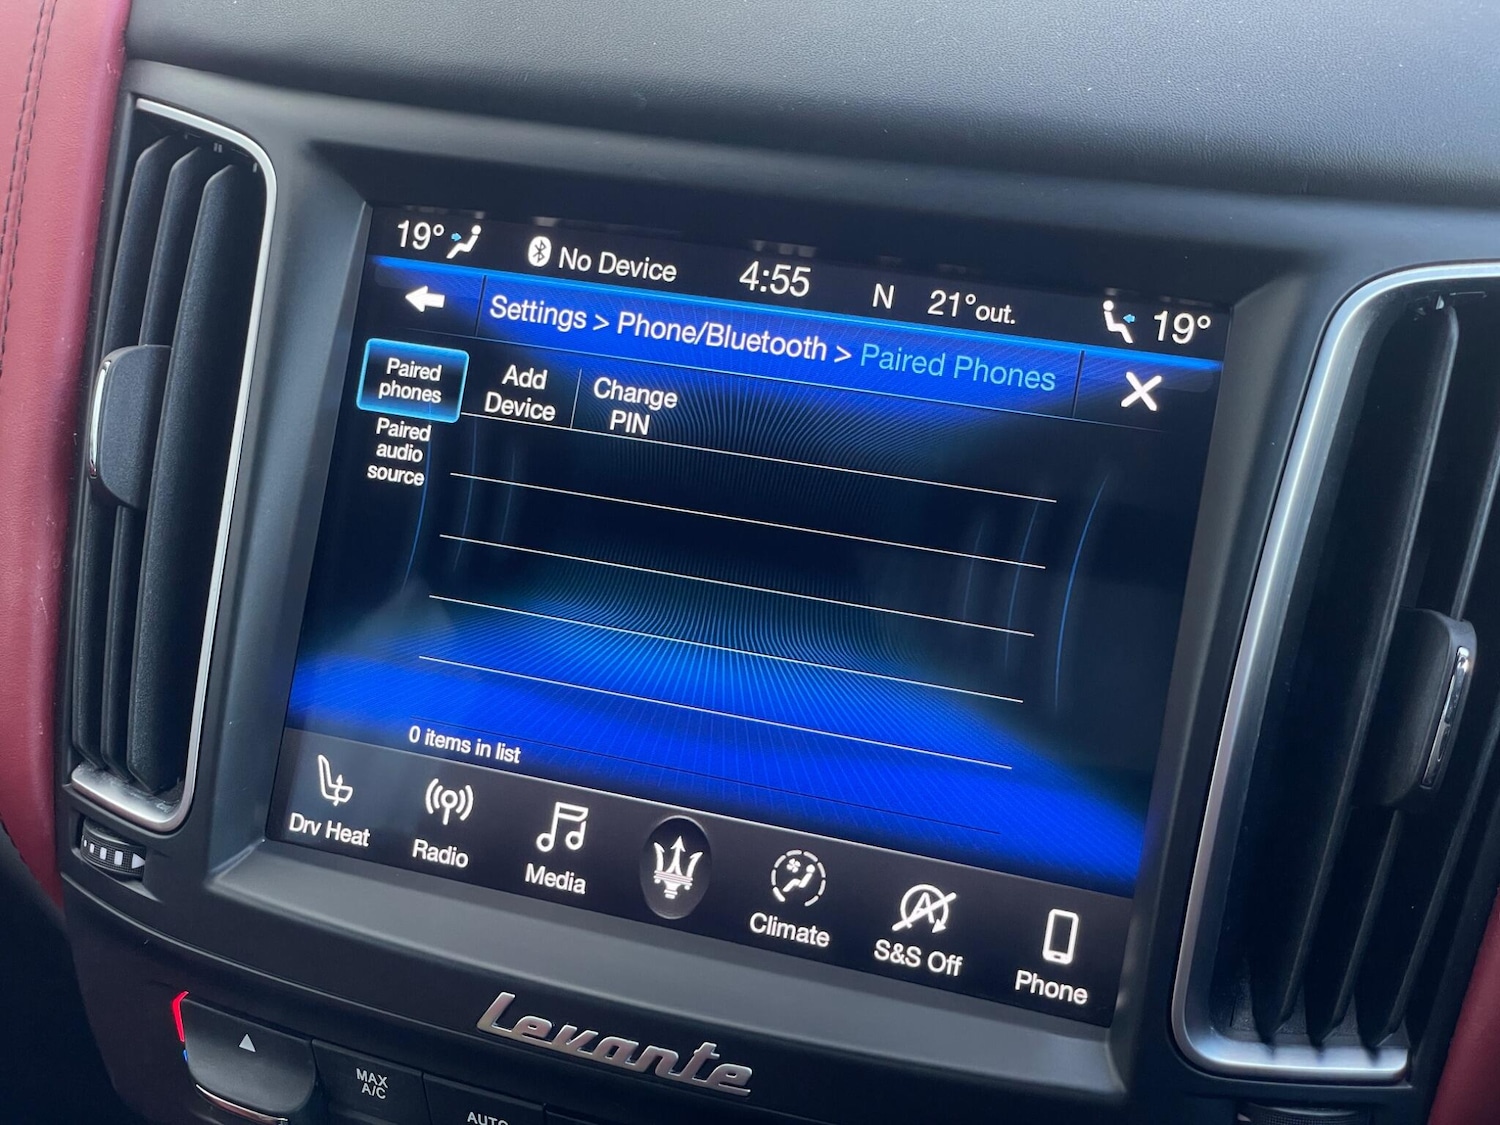 19° No Device 4:55 N 21°out. 19°
Settings > Phone/Bluetooth > Paired Phones
Paired
phones
Add
Device
Change
PIN
Paired
audio
source
0 items in list
Drv Heat
Radio
Media
Climate
S&S Off
Phone
Levante
MAX
A/C
AUTO